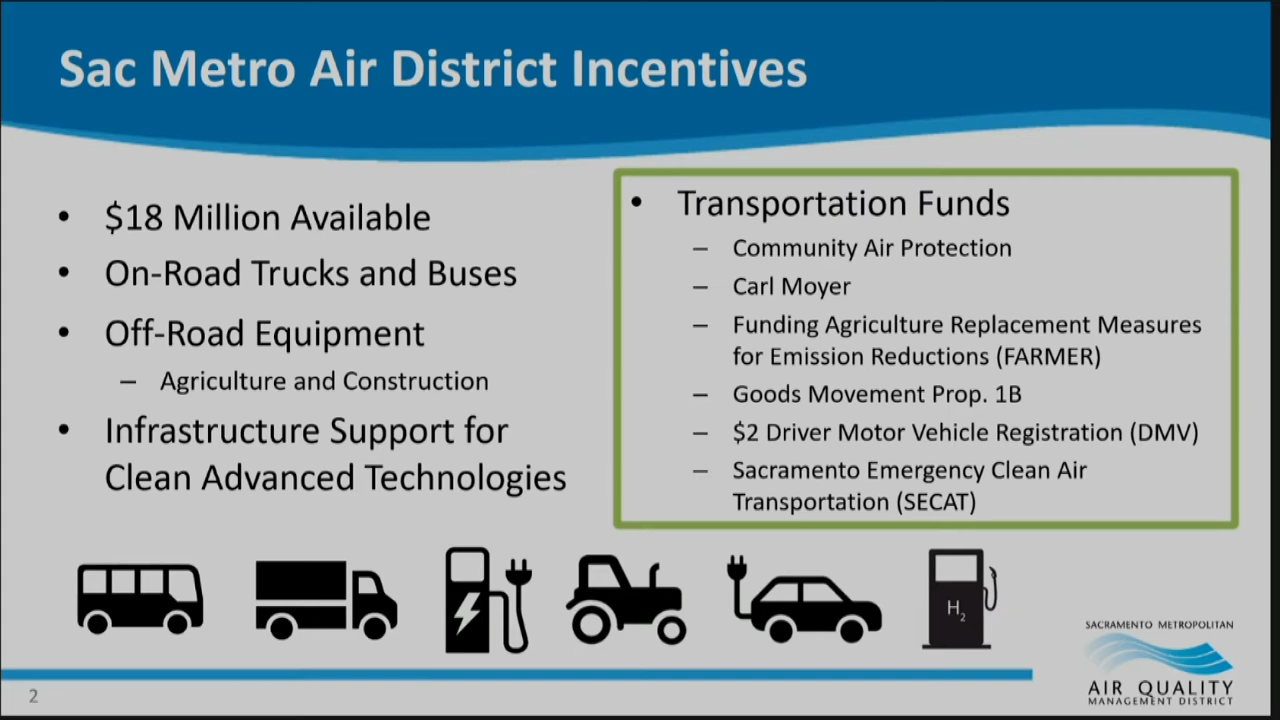 Sac Metro Air District Incentives
• $18 Million Available
• On-Road Trucks and Buses
• Off-Road Equipment
– Agriculture and Construction
• Infrastructure Support for
Clean Advanced Technologies
• Transportation Funds
– Community Air Protection
– Carl Moyer
– Funding Agriculture Replacement Measures
for Emission Reductions (FARMER)
– Goods Movement Prop. 1B
– $2 Driver Motor Vehicle Registration (DMV)
– Sacramento Emergency Clean Air
Transportation (SECAT)
H2
SACRAMENTO METROPOLITAN
AIR QUALITY
MANAGEMENT DISTRICT
2